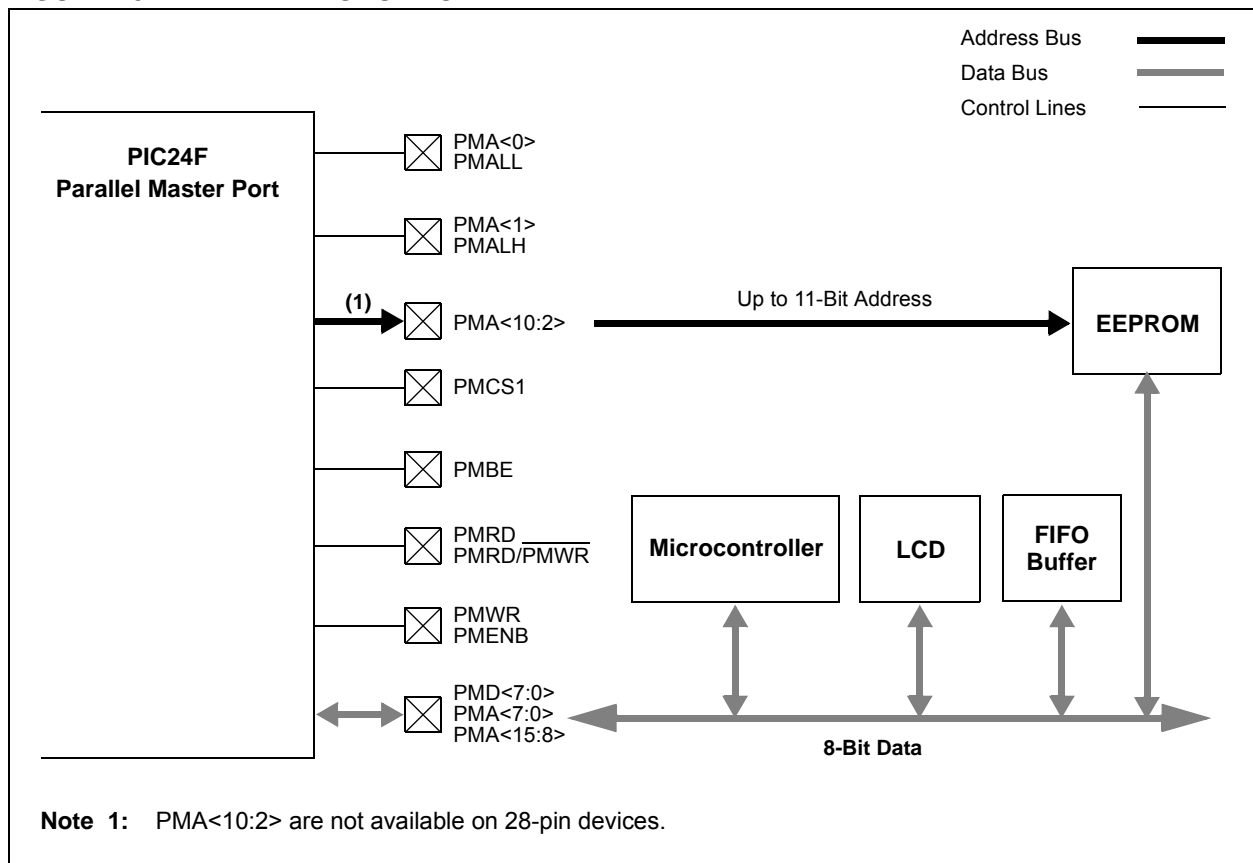 Address Bus
Data Bus
Control Lines
PIC24F
Parallel Master Port
PMA<0>
PMALL
PMA<1>
PMALH
(1)
PMA<10:2>
Up to 11-Bit Address
EEPROM
PMCS1
PMBE
PMRD
PMRD/PMWR
Microcontroller
LCD
FIFO
Buffer
PMWR
PMENB
PMD<7:0>
PMA<7:0>
PMA<15:8>
8-Bit Data
Note 1: PMA<10:2> are not available on 28-pin devices.